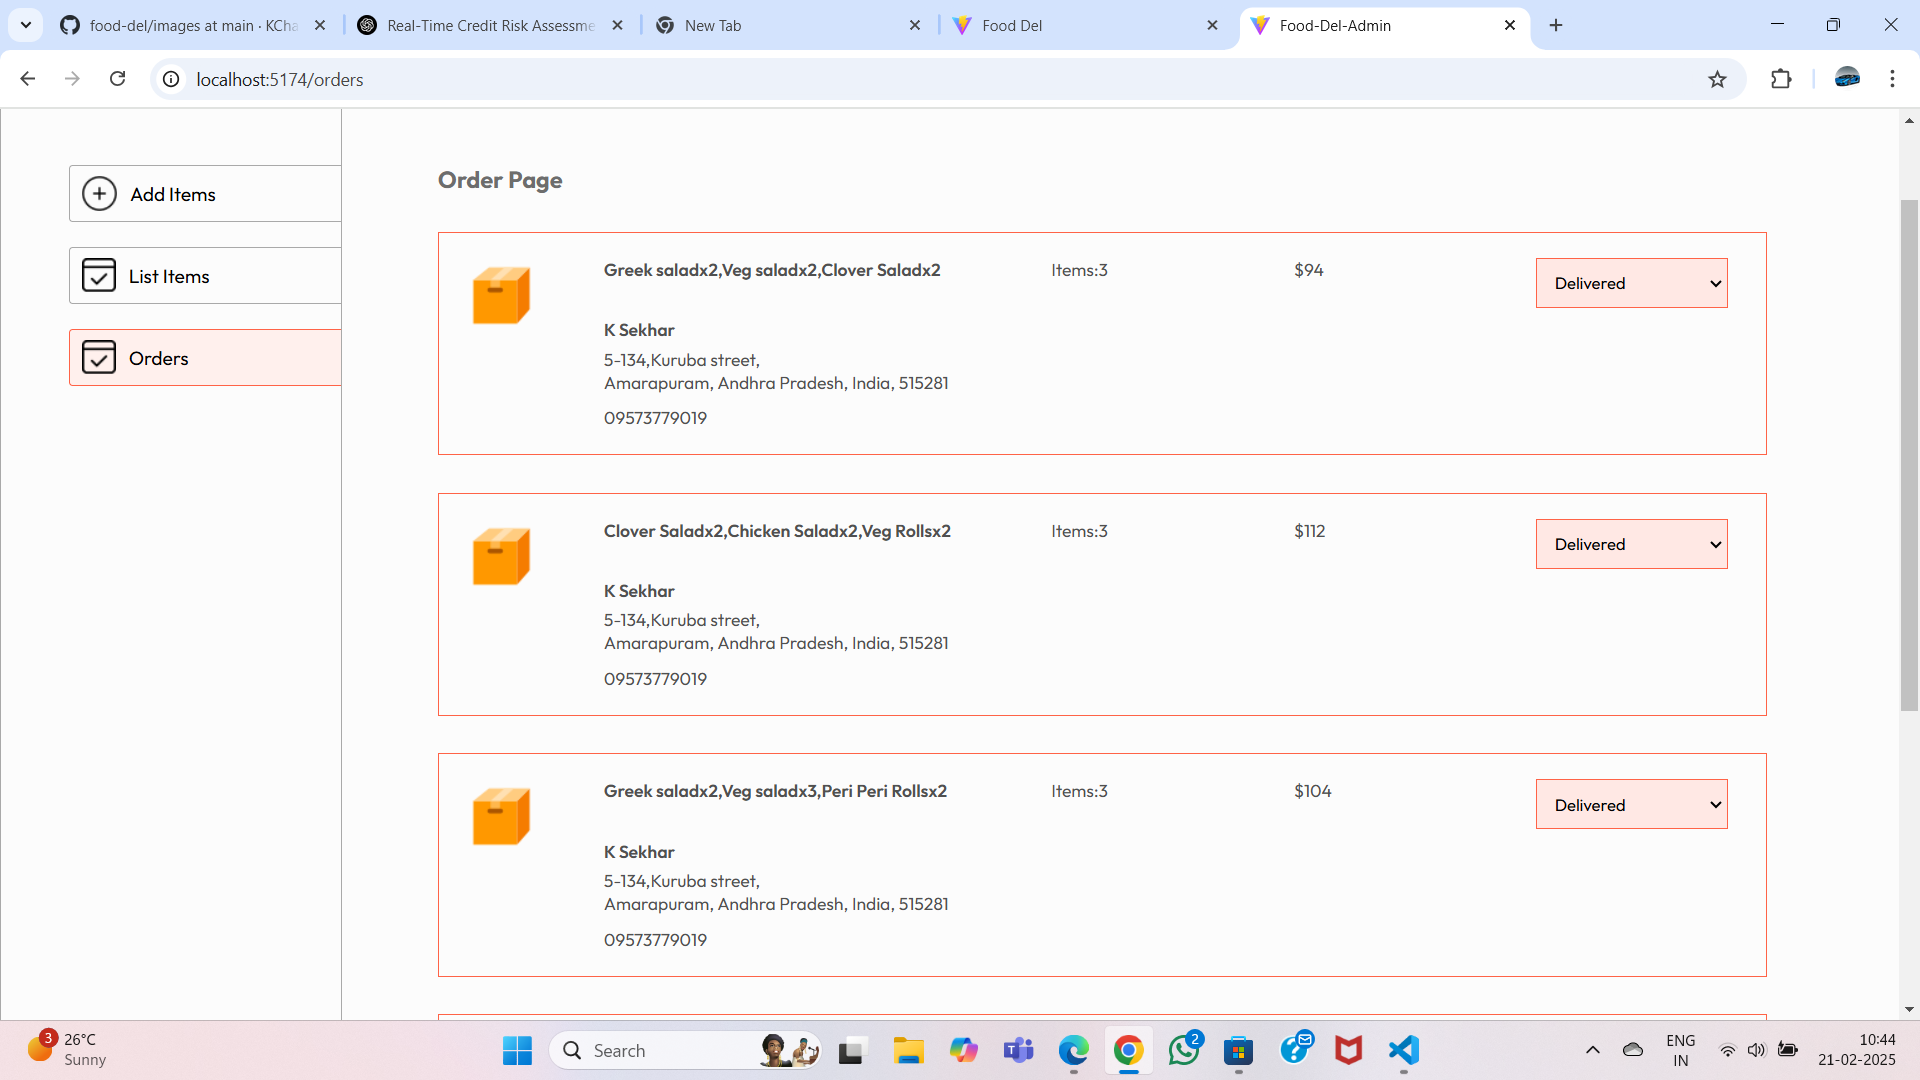 food-del/images at main · KCha
Real-Time Credit Risk Assessme
New Tab
Food Del
Food-Del-Admin
localhost:5174/orders
Add Items
List Items
Orders
Order Page
Greek saladx2,Veg saladx2,Clover Saladx2
Items:3
$94
Delivered
K Sekhar
5-134,Kuruba street,
Amarapuram, Andhra Pradesh, India, 515281
09573779019
Clover Saladx2,Chicken Saladx2,Veg Rollsx2
Items:3
$112
Delivered
K Sekhar
5-134,Kuruba street,
Amarapuram, Andhra Pradesh, India, 515281
09573779019
Greek saladx2,Veg saladx3,Peri Peri Rollsx2
Items:3
$104
Delivered
K Sekhar
5-134,Kuruba street,
Amarapuram, Andhra Pradesh, India, 515281
09573779019
3
26°C
Sunny
Search
2
ENG
IN
10:44
21-02-2025